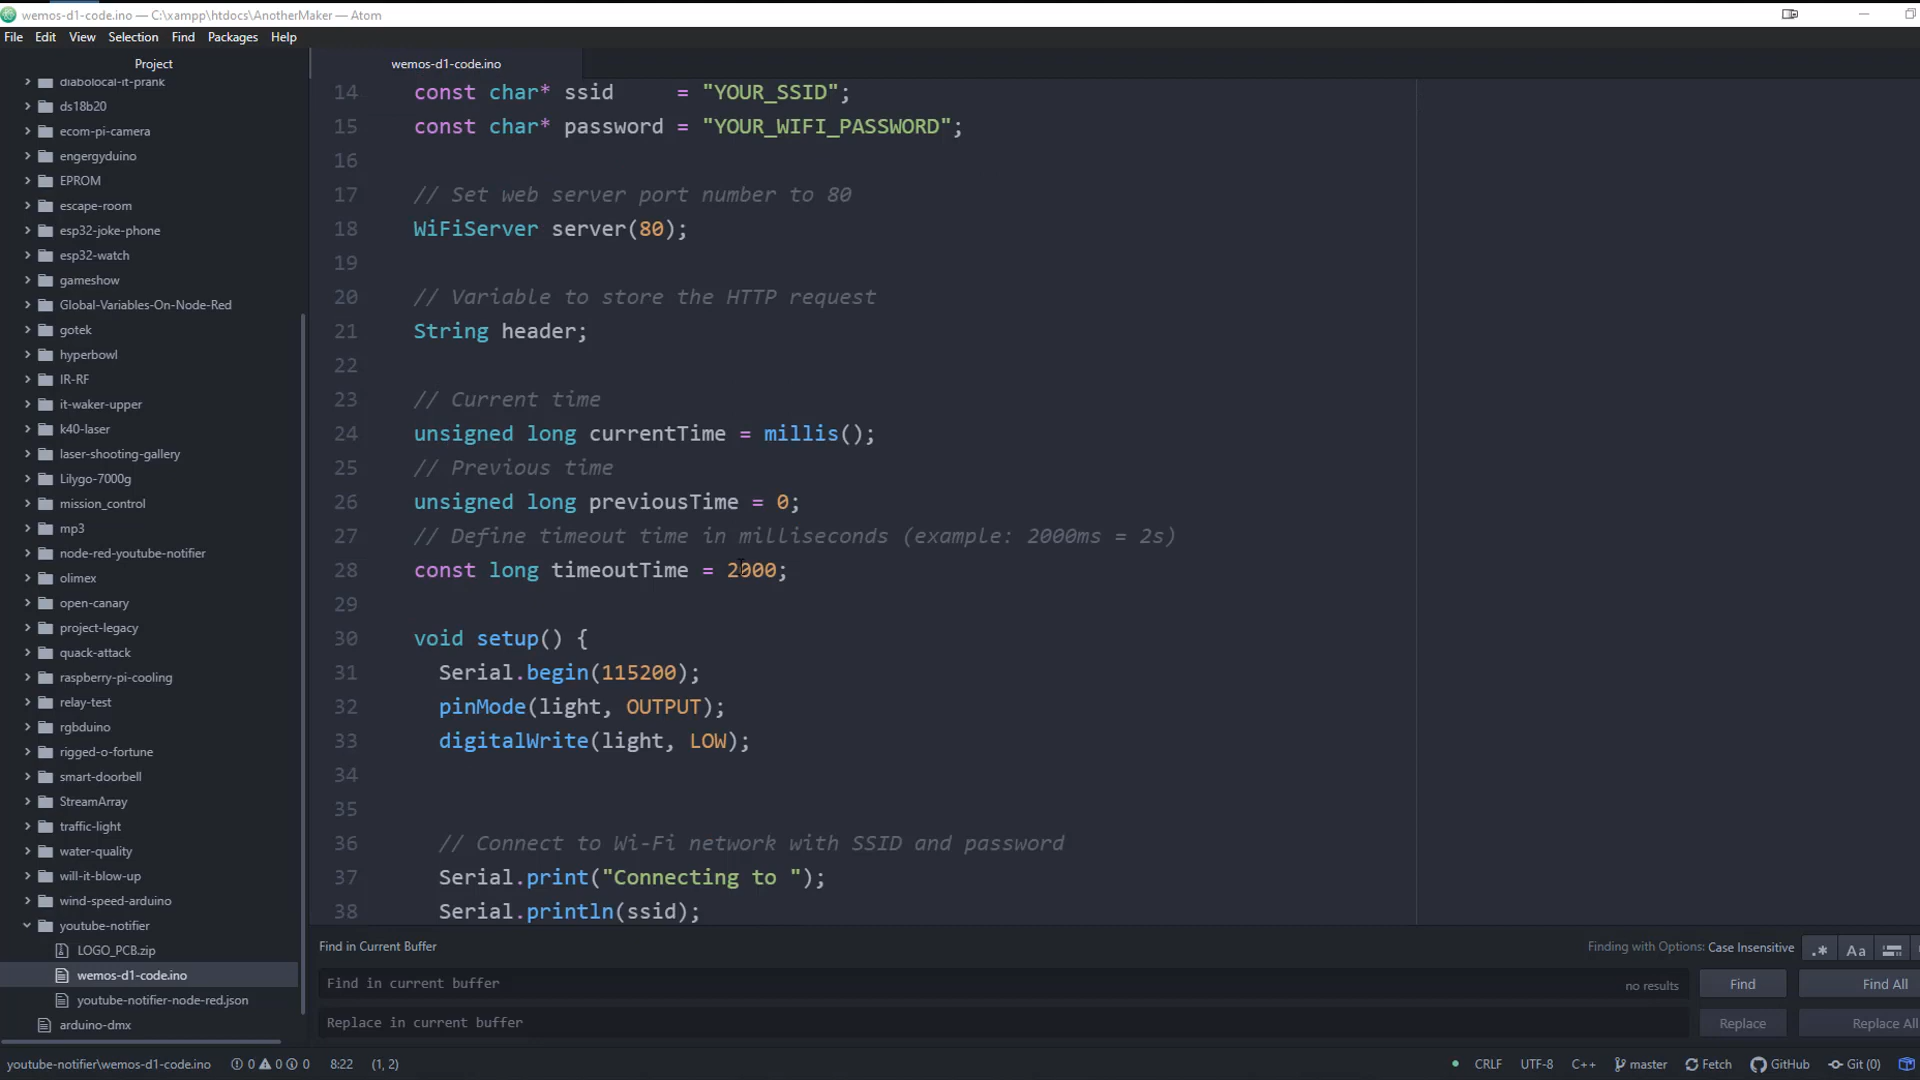 wemos-d1-code.ino — C:\xampp\htdocs\AnotherMaker — Atom
File Edit View Selection Find Packages Help
Project
diabolocal-it-prank
ds18b20
ecom-pi-camera
engergyduino
EPROM
escape-room
esp32-joke-phone
esp32-watch
gameshow
Global-Variables-On-Node-Red
gotek
hyperbowl
IR-RF
it-waker-upper
k40-laser
laser-shooting-gallery
Lilygo-7000g
mission_control
mp3
node-red-youtube-notifier
olimex
open-canary
project-legacy
quack-attack
raspberry-pi-cooling
relay-test
rgbduino
rigged-o-fortune
smart-doorbell
StreamArray
traffic-light
water-quality
will-it-blow-up
wind-speed-arduino
youtube-notifier
LOGO_PCB.zip
wemos-d1-code.ino
youtube-notifier-node-red.json
arduino-dmx
wemos-d1-code.ino
14 const char* ssid     = "YOUR_SSID";
15 const char* password = "YOUR_WIFI_PASSWORD";
16
17 // Set web server port number to 80
18 WiFiServer server(80);
19
20 // Variable to store the HTTP request
21 String header;
22
23 // Current time
24 unsigned long currentTime = millis();
25 // Previous time
26 unsigned long previousTime = 0;
27 // Define timeout time in milliseconds (example: 2000ms = 2s)
28 const long timeoutTime = 2000;
29
30 void setup() {
31   Serial.begin(115200);
32   pinMode(light, OUTPUT);
33   digitalWrite(light, LOW);
34
35
36   // Connect to Wi-Fi network with SSID and password
37   Serial.print("Connecting to ");
38   Serial.println(ssid);
Find in Current Buffer
Finding with Options: Case Insensitive
.* Aa
Find in current buffer
no results
Find
Find All
Replace in current buffer
Replace
Replace All
youtube-notifier\wemos-d1-code.ino 0 0 0 8:22 (1, 2)
CRLF UTF-8 C++ master Fetch GitHub Git (0)